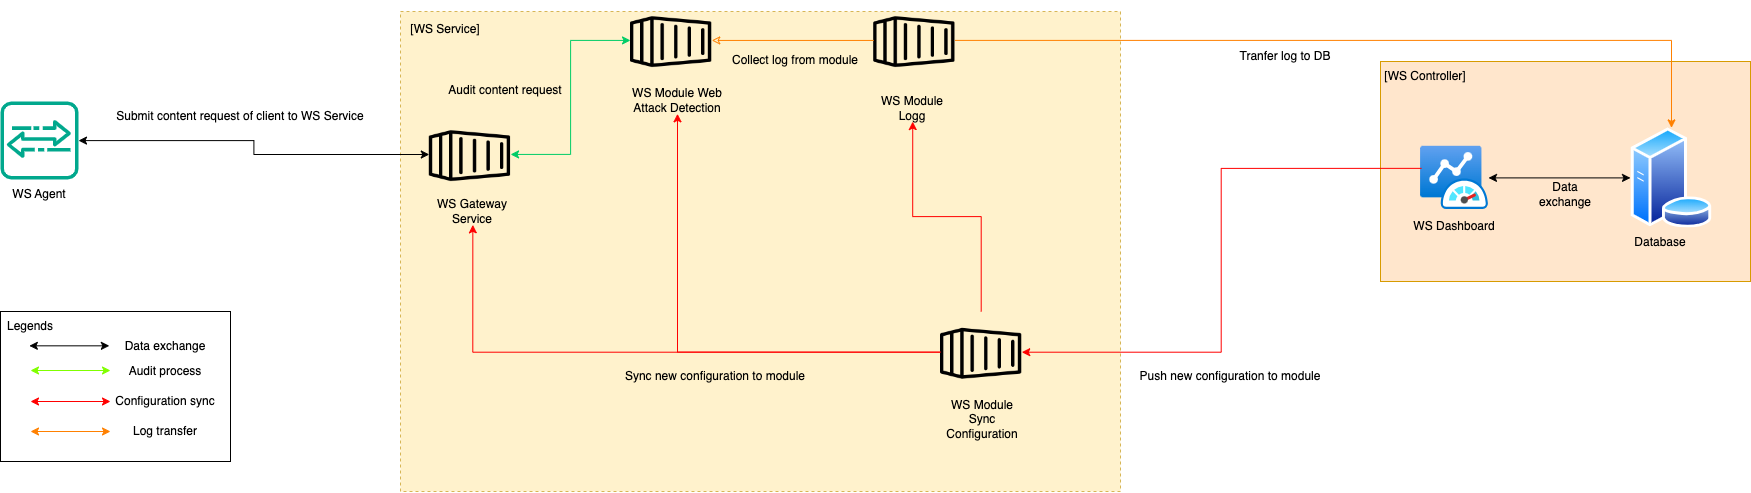 [WS Service]
Collect log from module
Tranfer log to DB
[WS Controller]
Audit content request
WS Module Web
Attack Detection
WS Module
Logg
Submit content request of client to WS Service
WS Agent
WS Gateway
Service
Data
exchange
WS Dashboard
Database
Legends
Data exchange
Audit process
Configuration sync
Log transfer
Sync new configuration to module
Push new configuration to module
WS Module
Sync
Configuration